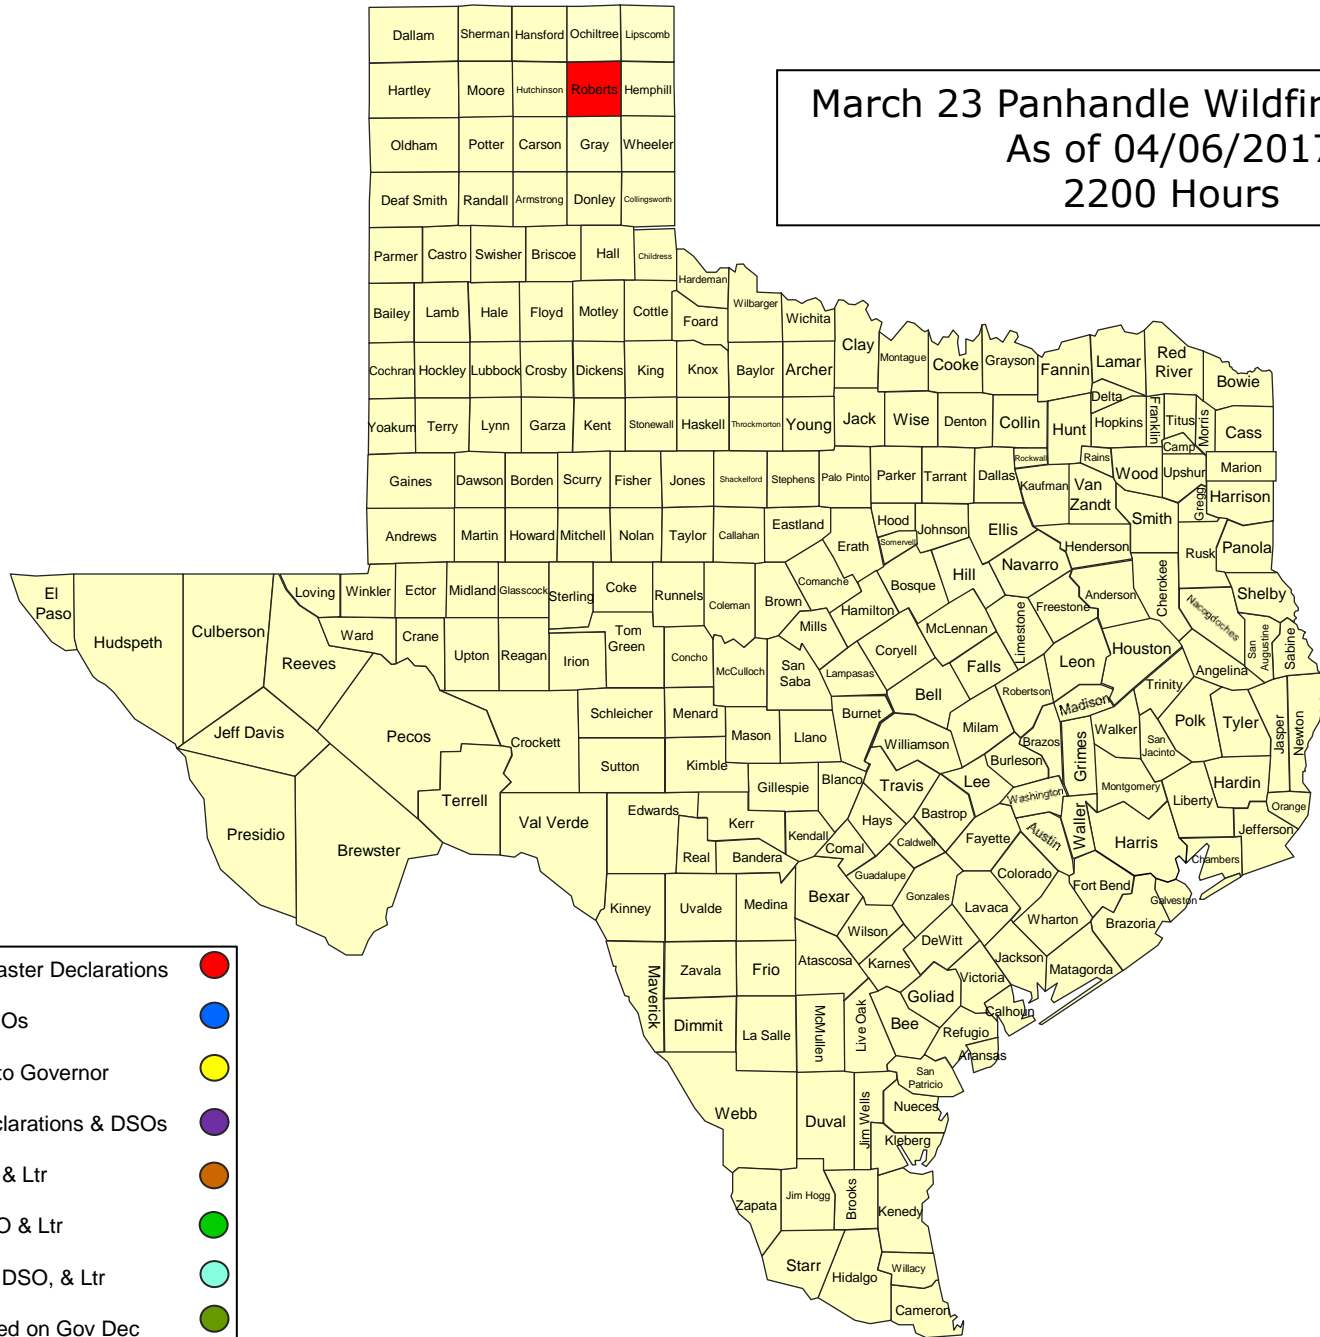 Dallam Sherman Hansford Ochiltree Lipscomb
Hartley Moore Hutchinson Roberts Hemphill
March 23 Panhandle Wildfir
As of 04/06/2017
2200 Hours
Oldham Potter Carson Gray Wheeler
Deaf Smith Randall Armstrong Donley Collingsworth
Parmer Castro Swisher Briscoe Hall Childress
Hardeman
Bailey Lamb Hale Floyd Motley Cottle Foard Wilbarger Wichita
Clay Montague Cooke Grayson Fannin Lamar Red River Bowie
Cochran Hockley Lubbock Crosby Dickens King Knox Baylor Archer
Delta
Yoakum Terry Lynn Garza Kent Stonewall Haskell Throckmorton Young Jack Wise Denton Collin Hunt Hopkins Franklin Titus Morris Cass
Camp
Rockwall Rains Wood Upshur Marion
Gaines Dawson Borden Scurry Fisher Jones Shackelford Stephens Palo Pinto Parker Tarrant Dallas Kaufman Van Zandt Gregg Harrison
Andrews Martin Howard Mitchell Nolan Taylor Callahan Eastland Erath Hood Somervell Johnson Ellis Henderson Smith Rusk Panola
El Paso Hudspeth Culberson Loving Winkler Ector Midland Glasscock Sterling Coke Runnels Coleman Brown Comanche Hamilton Bosque Hill Navarro Freestone Anderson Cherokee Nacogdoches Shelby
Reeves Ward Crane Upton Reagan Irion Tom Green Concho McCulloch San Saba Mills Lampasas Coryell McLennan Limestone Falls Leon Houston Angelina San Augustine Sabine
Jeff Davis Pecos Crockett Schleicher Menard Mason Llano Burnet Bell Milam Robertson Madison Trinity Walker San Jacinto Polk Tyler Jasper Newton
Presidio Brewster Terrell Val Verde Sutton Kimble Gillespie Blanco Williamson Travis Lee Burleson Brazos Grimes Washington Montgomery Liberty Hardin Orange
Edwards Kerr Kendall Hays Comal Caldwell Bastrop Fayette Austin Waller Harris Chambers Jefferson
Real Bandera Bexar Guadalupe Gonzales Lavaca Colorado Wharton Fort Bend Brazoria Galveston
Kinney Uvalde Medina Wilson DeWitt Jackson Matagorda
Maverick Zavala Frio Atascosa Karnes Goliad Victoria Calhoun
Dimmit La Salle McMullen Live Oak Bee Refugio Aransas
San Patricio
Webb Duval Jim Wells Nueces
Kleberg
Zapata Jim Hogg Brooks Kenedy
Starr Hidalgo Willacy
Cameron
aster Declarations
Os
to Governor
clarations & DSOs
& Ltr
O & Ltr
DSO, & Ltr
ed on Gov Dec